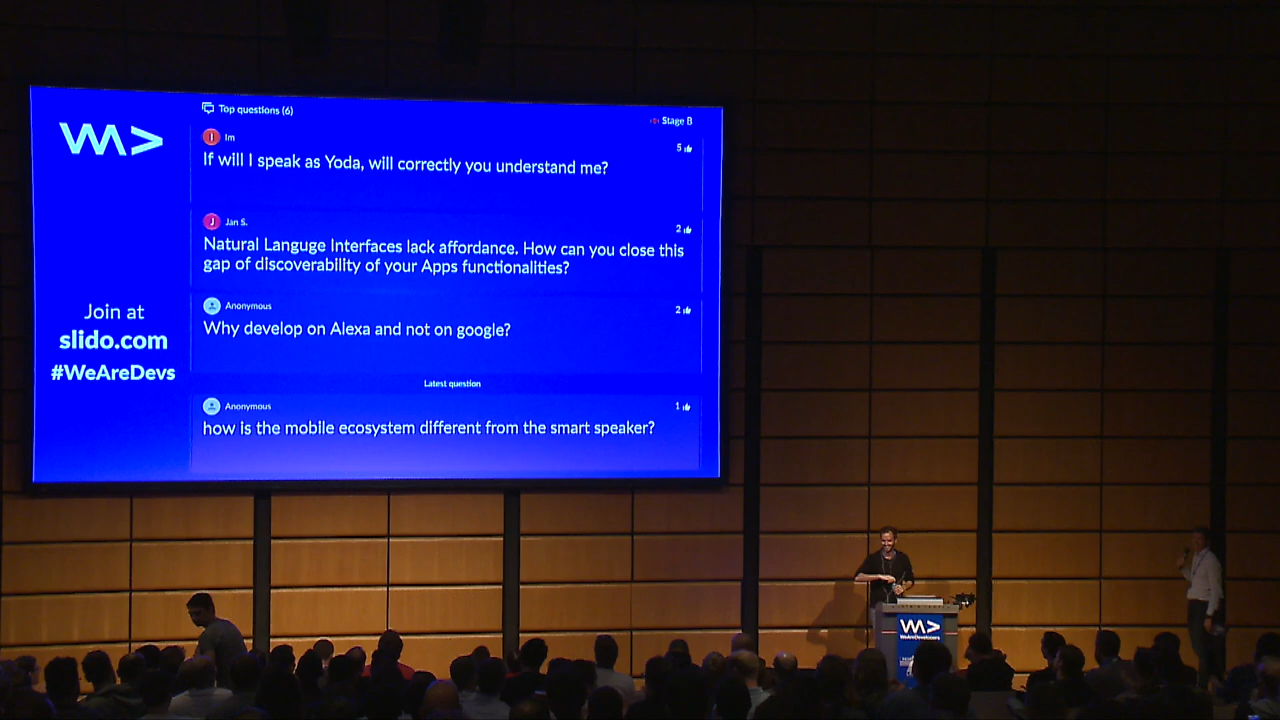 Top questions (6)
Stage B
Im
5
If will I speak as Yoda, will correctly you understand me?
J
Jan S.
2
Natural Languge Interfaces lack affordance. How can you close this
gap of discoverability of your Apps functionalities?
Anonymous
2
Why develop on Alexa and not on google?
Latest question
Anonymous
1
how is the mobile ecosystem different from the smart speaker?
Join at
slido.com
#WeAreDevs
WeAreDevelopers